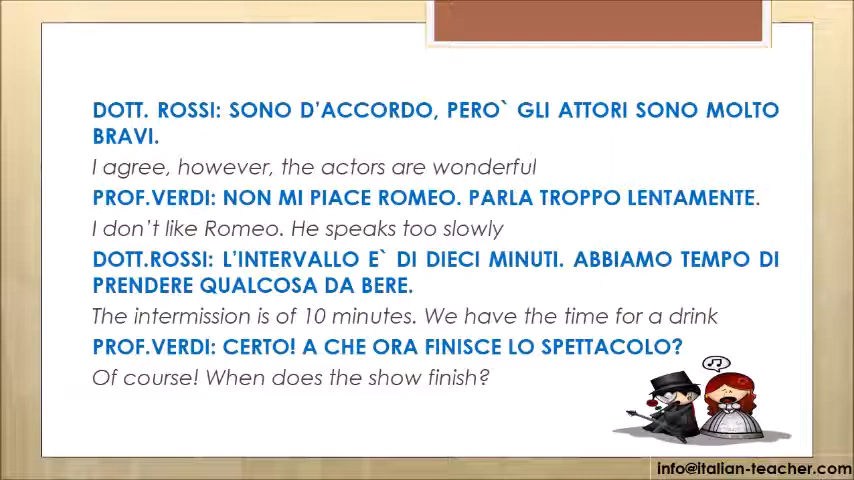 DOTT. ROSSI: SONO D'ACCORDO, PERO` GLI ATTORI SONO MOLTO
BRAVI.
I agree, however, the actors are wonderful
PROF.VERDI: NON MI PIACE ROMEO. PARLA TROPPO LENTAMENTE.
I don't like Romeo. He speaks too slowly
DOTT.ROSSI: L'INTERVALLO E` DI DIECI MINUTI. ABBIAMO TEMPO DI
PRENDERE QUALCOSA DA BERE.
The intermission is of 10 minutes. We have the time for a drink
PROF.VERDI: CERTO! A CHE ORA FINISCE LO SPETTACOLO?
Of course! When does the show finish?
info@italian-teacher.com